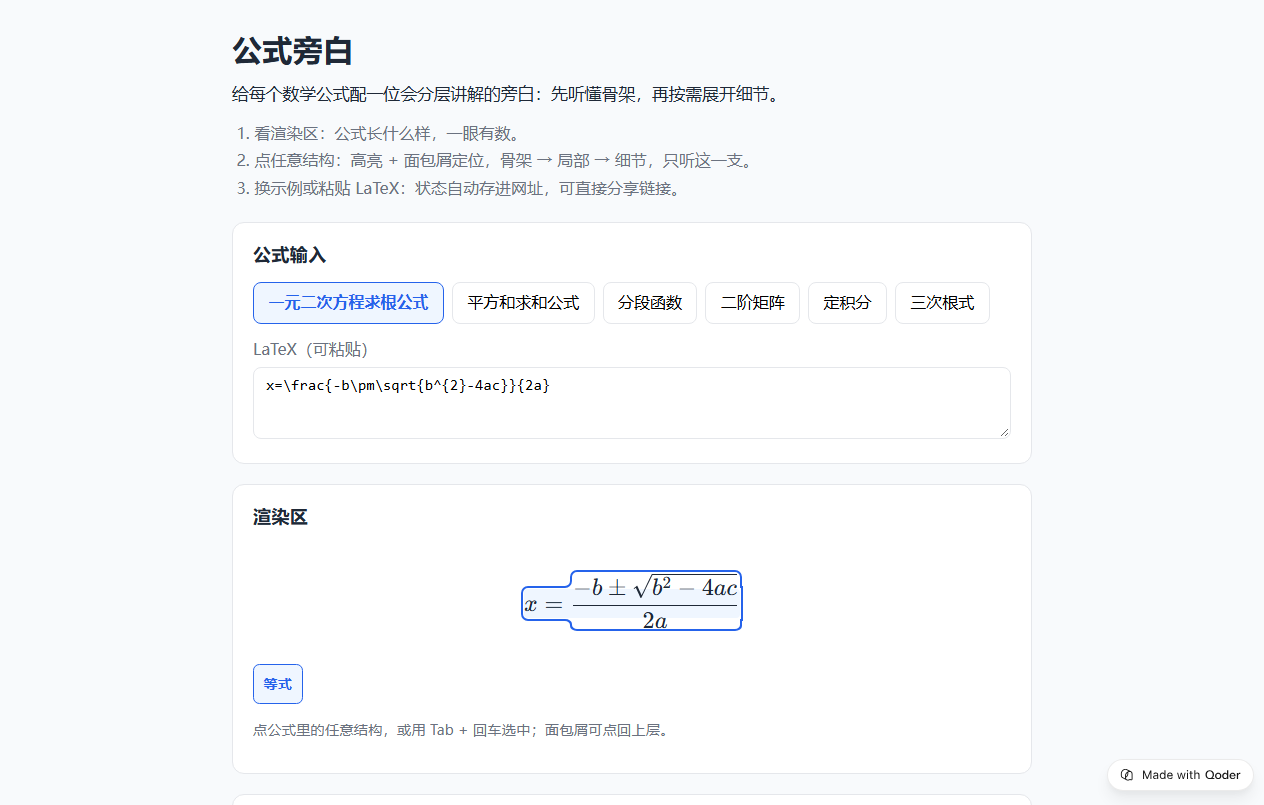 公式旁白
给每个数学公式配一位会分层讲解的旁白：先听懂骨架，再按需展开细节。
1. 看渲染区：公式长什么样，一眼有数。
2. 点任意结构：高亮 + 面包屑定位，骨架 → 局部 → 细节，只听这一支。
3. 换示例或粘贴 LaTeX：状态自动存进网址，可直接分享链接。
公式输入
一元二次方程求根公式 平方和求和公式 分段函数 二阶矩阵 定积分 三次根式
LaTeX（可粘贴）
x=\frac{-b\pm\sqrt{b^{2}-4ac}}{2a}
渲染区
x = \frac{-b ± \sqrt{b^2 − 4ac}}{2a}
等式
点公式里的任意结构，或用 Tab + 回车选中；面包屑可点回上层。
Made with Qoder